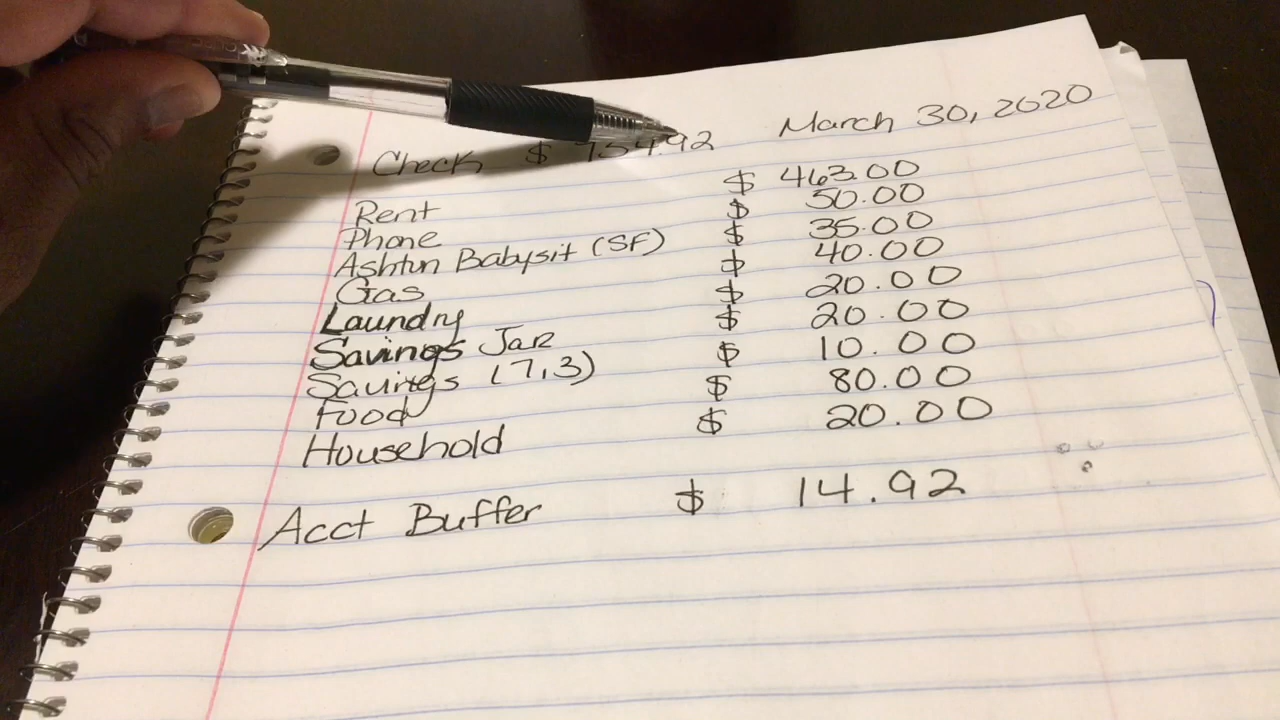 March 30, 2020
Check $ 754.92
Rent $ 463.00
Phone $ 50.00
Ashtun Babysit (SF) $ 35.00
Gas $ 40.00
Laundry $ 20.00
Savings Jar $ 20.00
Savings (7,3) $ 10.00
Food $ 80.00
Household $ 20.00
Acct Buffer $ 14.92